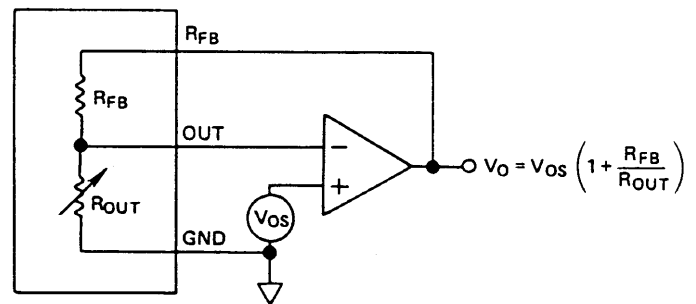 RFB
RFB
OUT
−
VO = VOS (1 + RFB/ROUT)
+
ROUT
VOS
GND